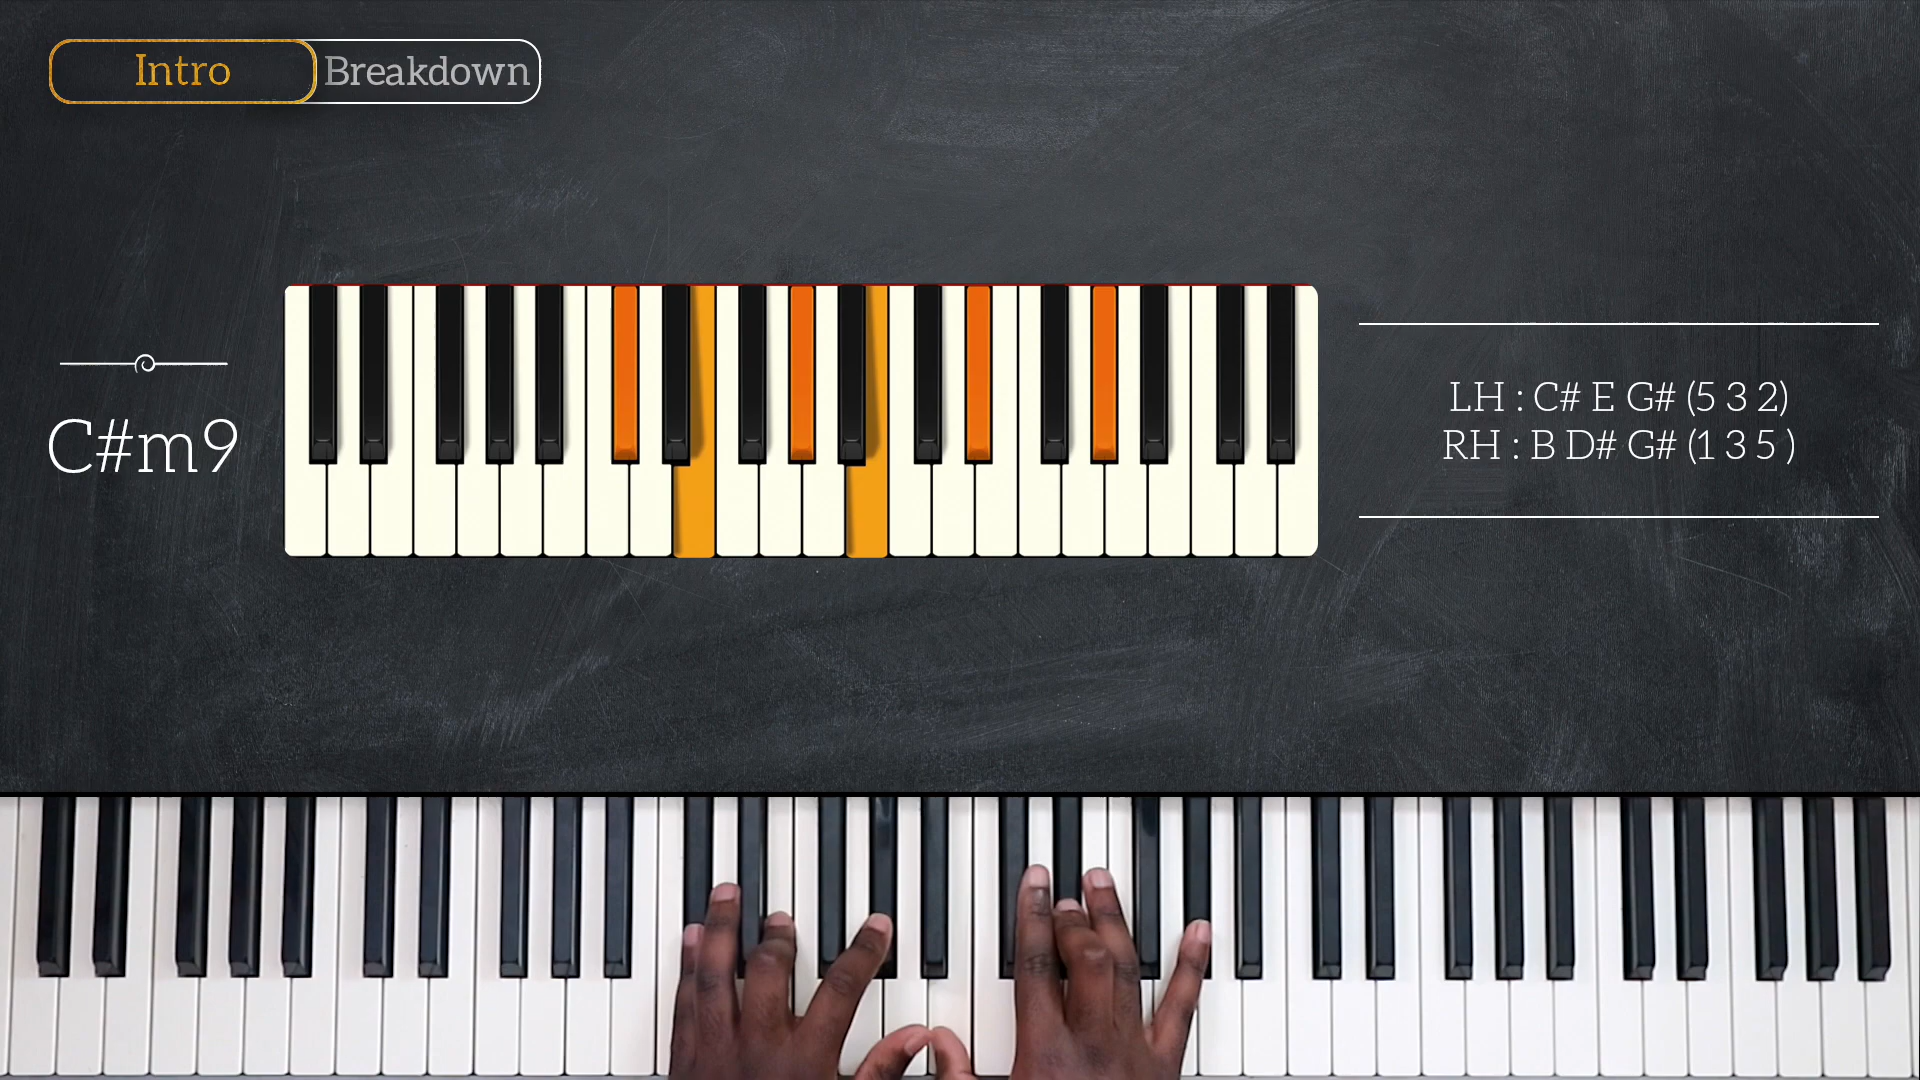 Intro
Breakdown
C#m9
LH : C# E G# (5 3 2)
RH : B D# G# (1 3 5 )